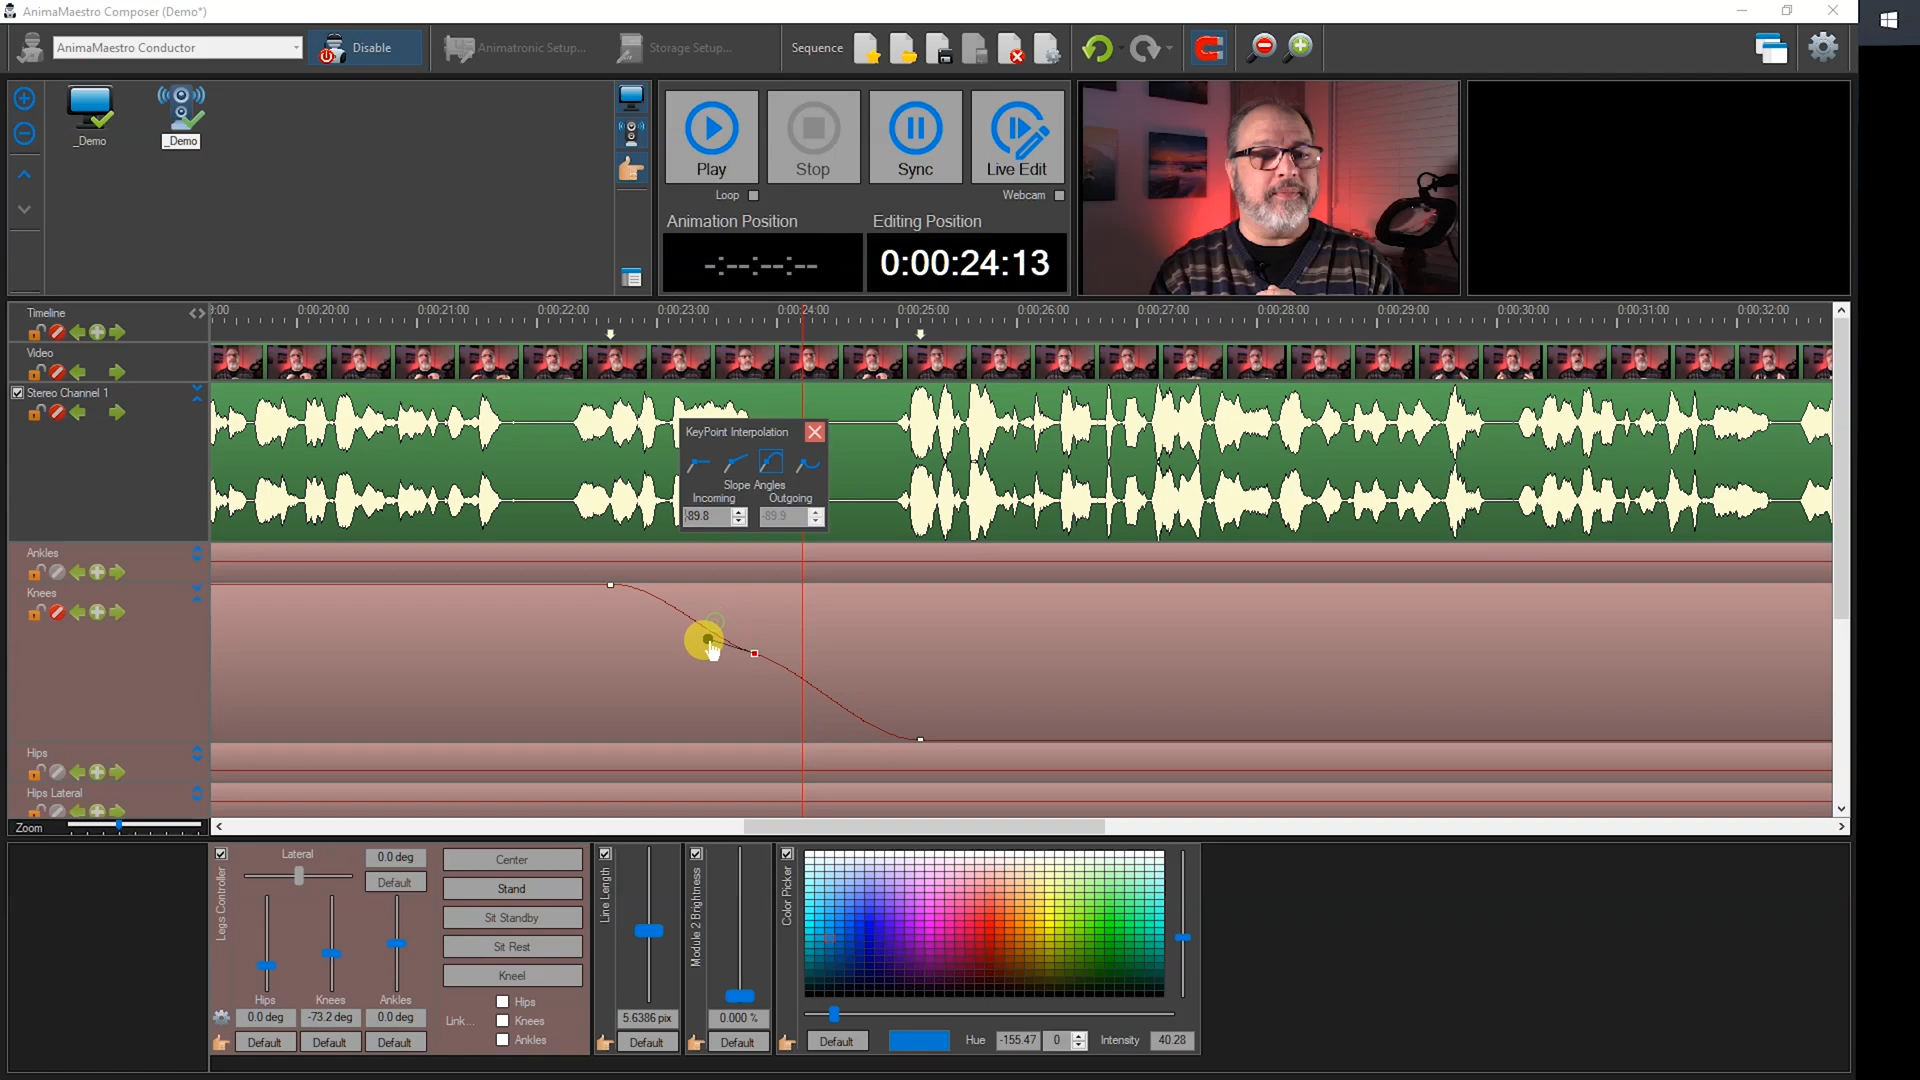 AnimaMaestro Composer (Demo*)
AnimaMaestro Conductor
Disable
Animatronic Setup...
Storage Setup...
Sequence
_Demo
_Demo
Play
Stop
Sync
Live Edit
Loop
Webcam
Animation Position
Editing Position
-:--:--:--
0:00:24:13
Timeline
:00
0:00:20:00
0:00:21:00
0:00:22:00
0:00:23:00
0:00:24:00
0:00:25:00
0:00:26:00
0:00:27:00
0:00:28:00
0:00:29:00
0:00:30:00
0:00:31:00
0:00:32:00
Video
Stereo Channel 1
KeyPoint Interpolation
Slope Angles
Incoming
Outgoing
-89.8
-89.9
Ankles
Knees
Hips
Hips Lateral
Zoom
Legs Controller
Lateral
0.0 deg
Default
Center
Stand
Sit Standby
Sit Rest
Kneel
Hips
Knees
Ankles
0.0 deg
-73.2 deg
0.0 deg
Default
Default
Default
Link...
Hips
Knees
Ankles
Line Length
5.6386 pix
Default
Module 2 Brightness
0.000 %
Default
Color Picker
Default
Hue
-155.47
0
Intensity
40.28